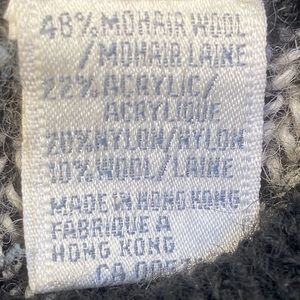 48% MOHAIR WOOL
/MOHAIR LAINE
22% ACRYLIC/
ACRYLIQUE
20% NYLON/NYLON
10% WOOL/LAINE
MADE IN HONG KONG
FABRIQUE A
HONG KONG
CA